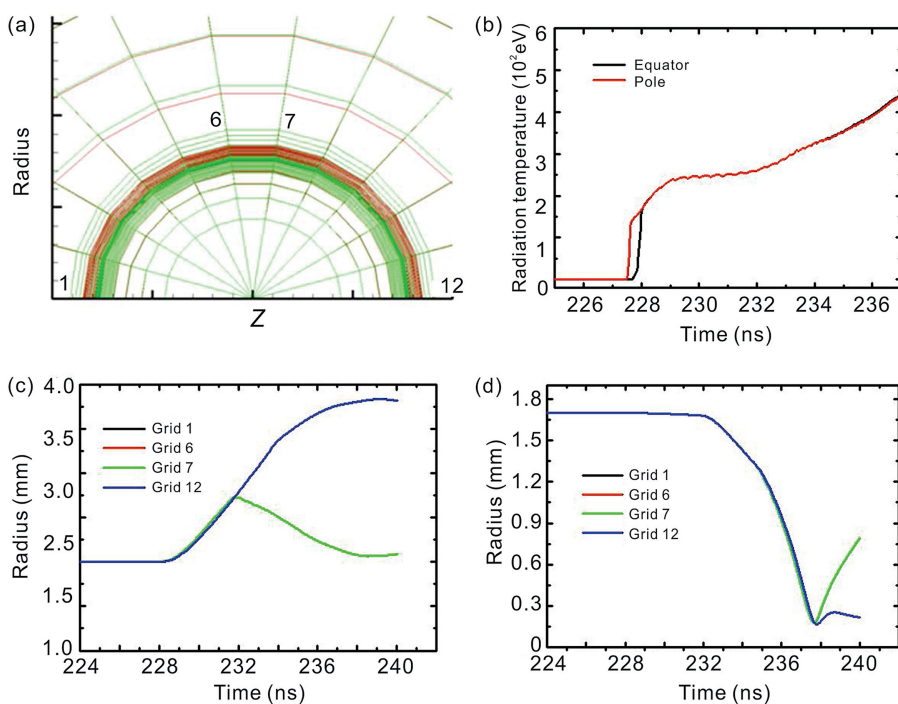 (a)
Radius
6
7
1
12
Z
(b)
Radiation temperature (10²eV)
6
5
4
3
2
1
0
Equator
Pole
226 228 230 232 234 236
Time (ns)
(c)
Radius (mm)
4.0
3.5
3.0
2.5
2.0
1.0
Grid 1
Grid 6
Grid 7
Grid 12
224 228 232 236 240
Time (ns)
(d)
Radius (mm)
1.8
1.5
1.2
0.9
0.6
0.3
0
Grid 1
Grid 6
Grid 7
Grid 12
224 228 232 236 240
Time (ns)